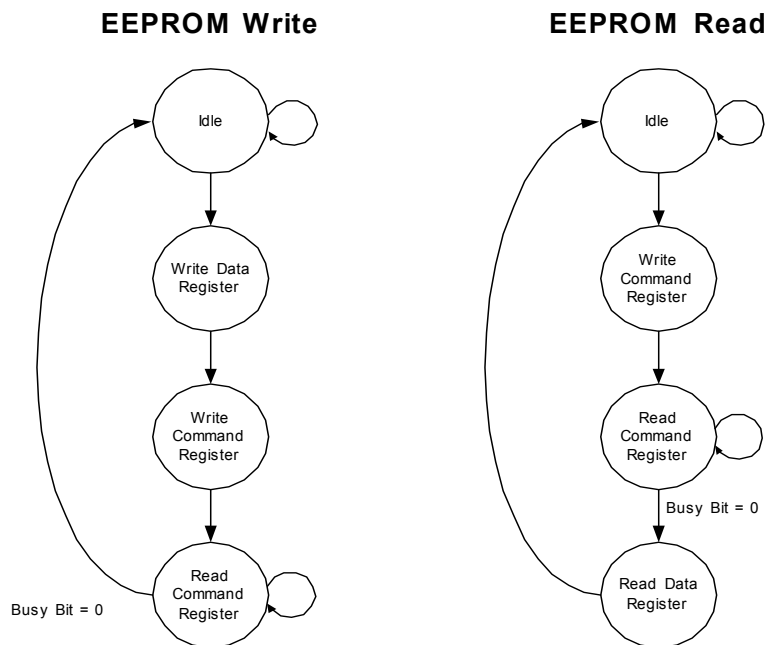 EEPROM Write
Idle
Write Data
Register
Write
Command
Register
Read
Command
Register
Busy Bit = 0
EEPROM Read
Idle
Write
Command
Register
Read
Command
Register
Busy Bit = 0
Read Data
Register